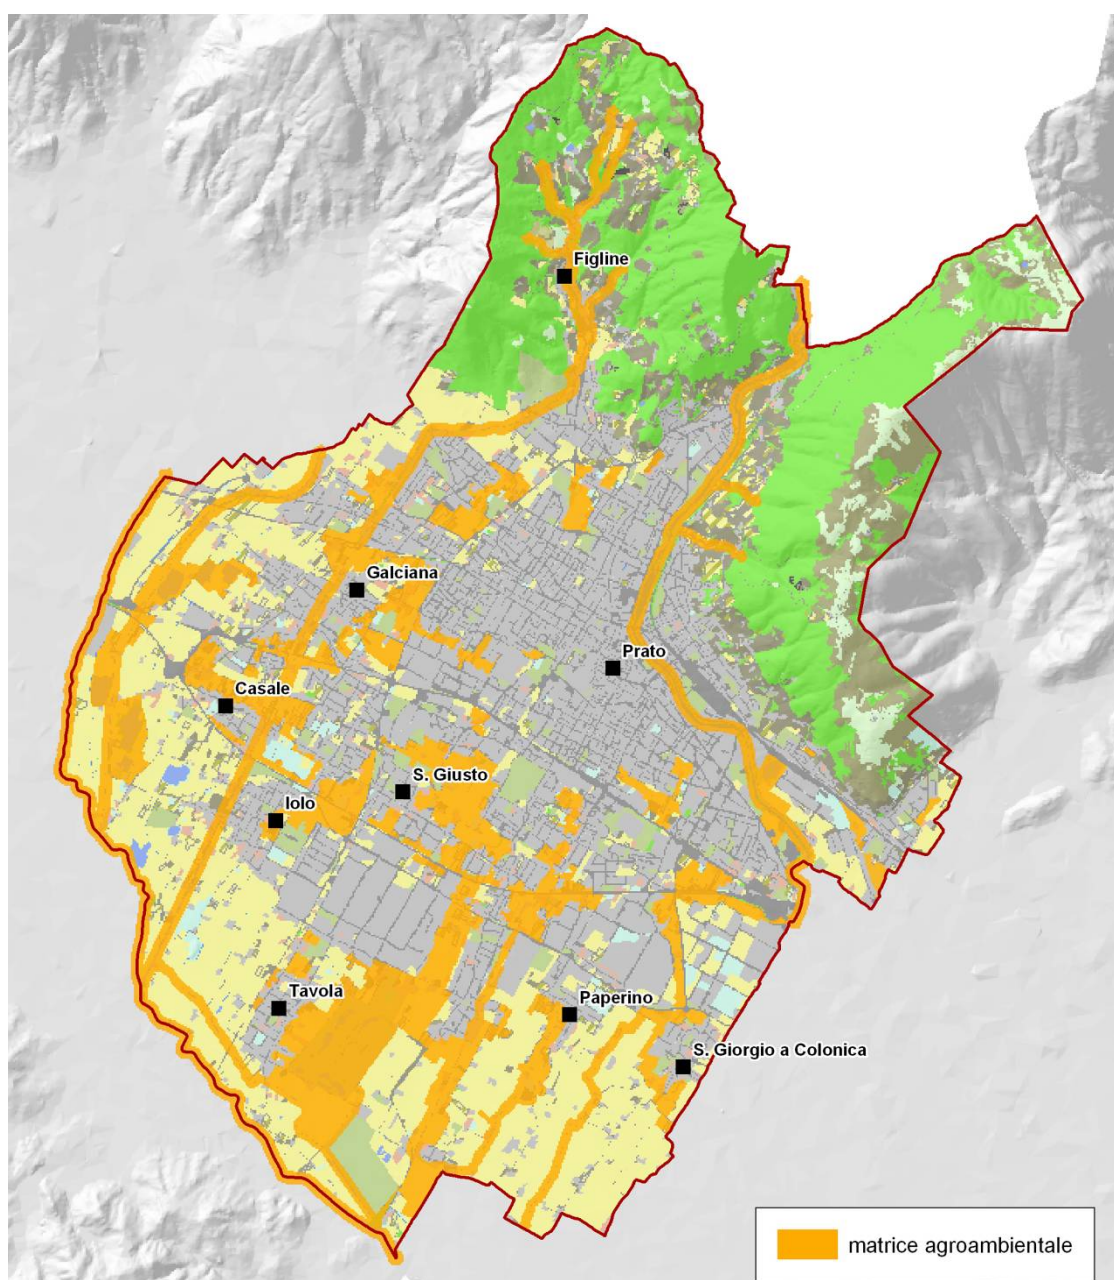 Figline
Galciana
Prato
Casale
S. Giusto
Iolo
Tavola
Paperino
S. Giorgio a Colonica
matrice agroambientale